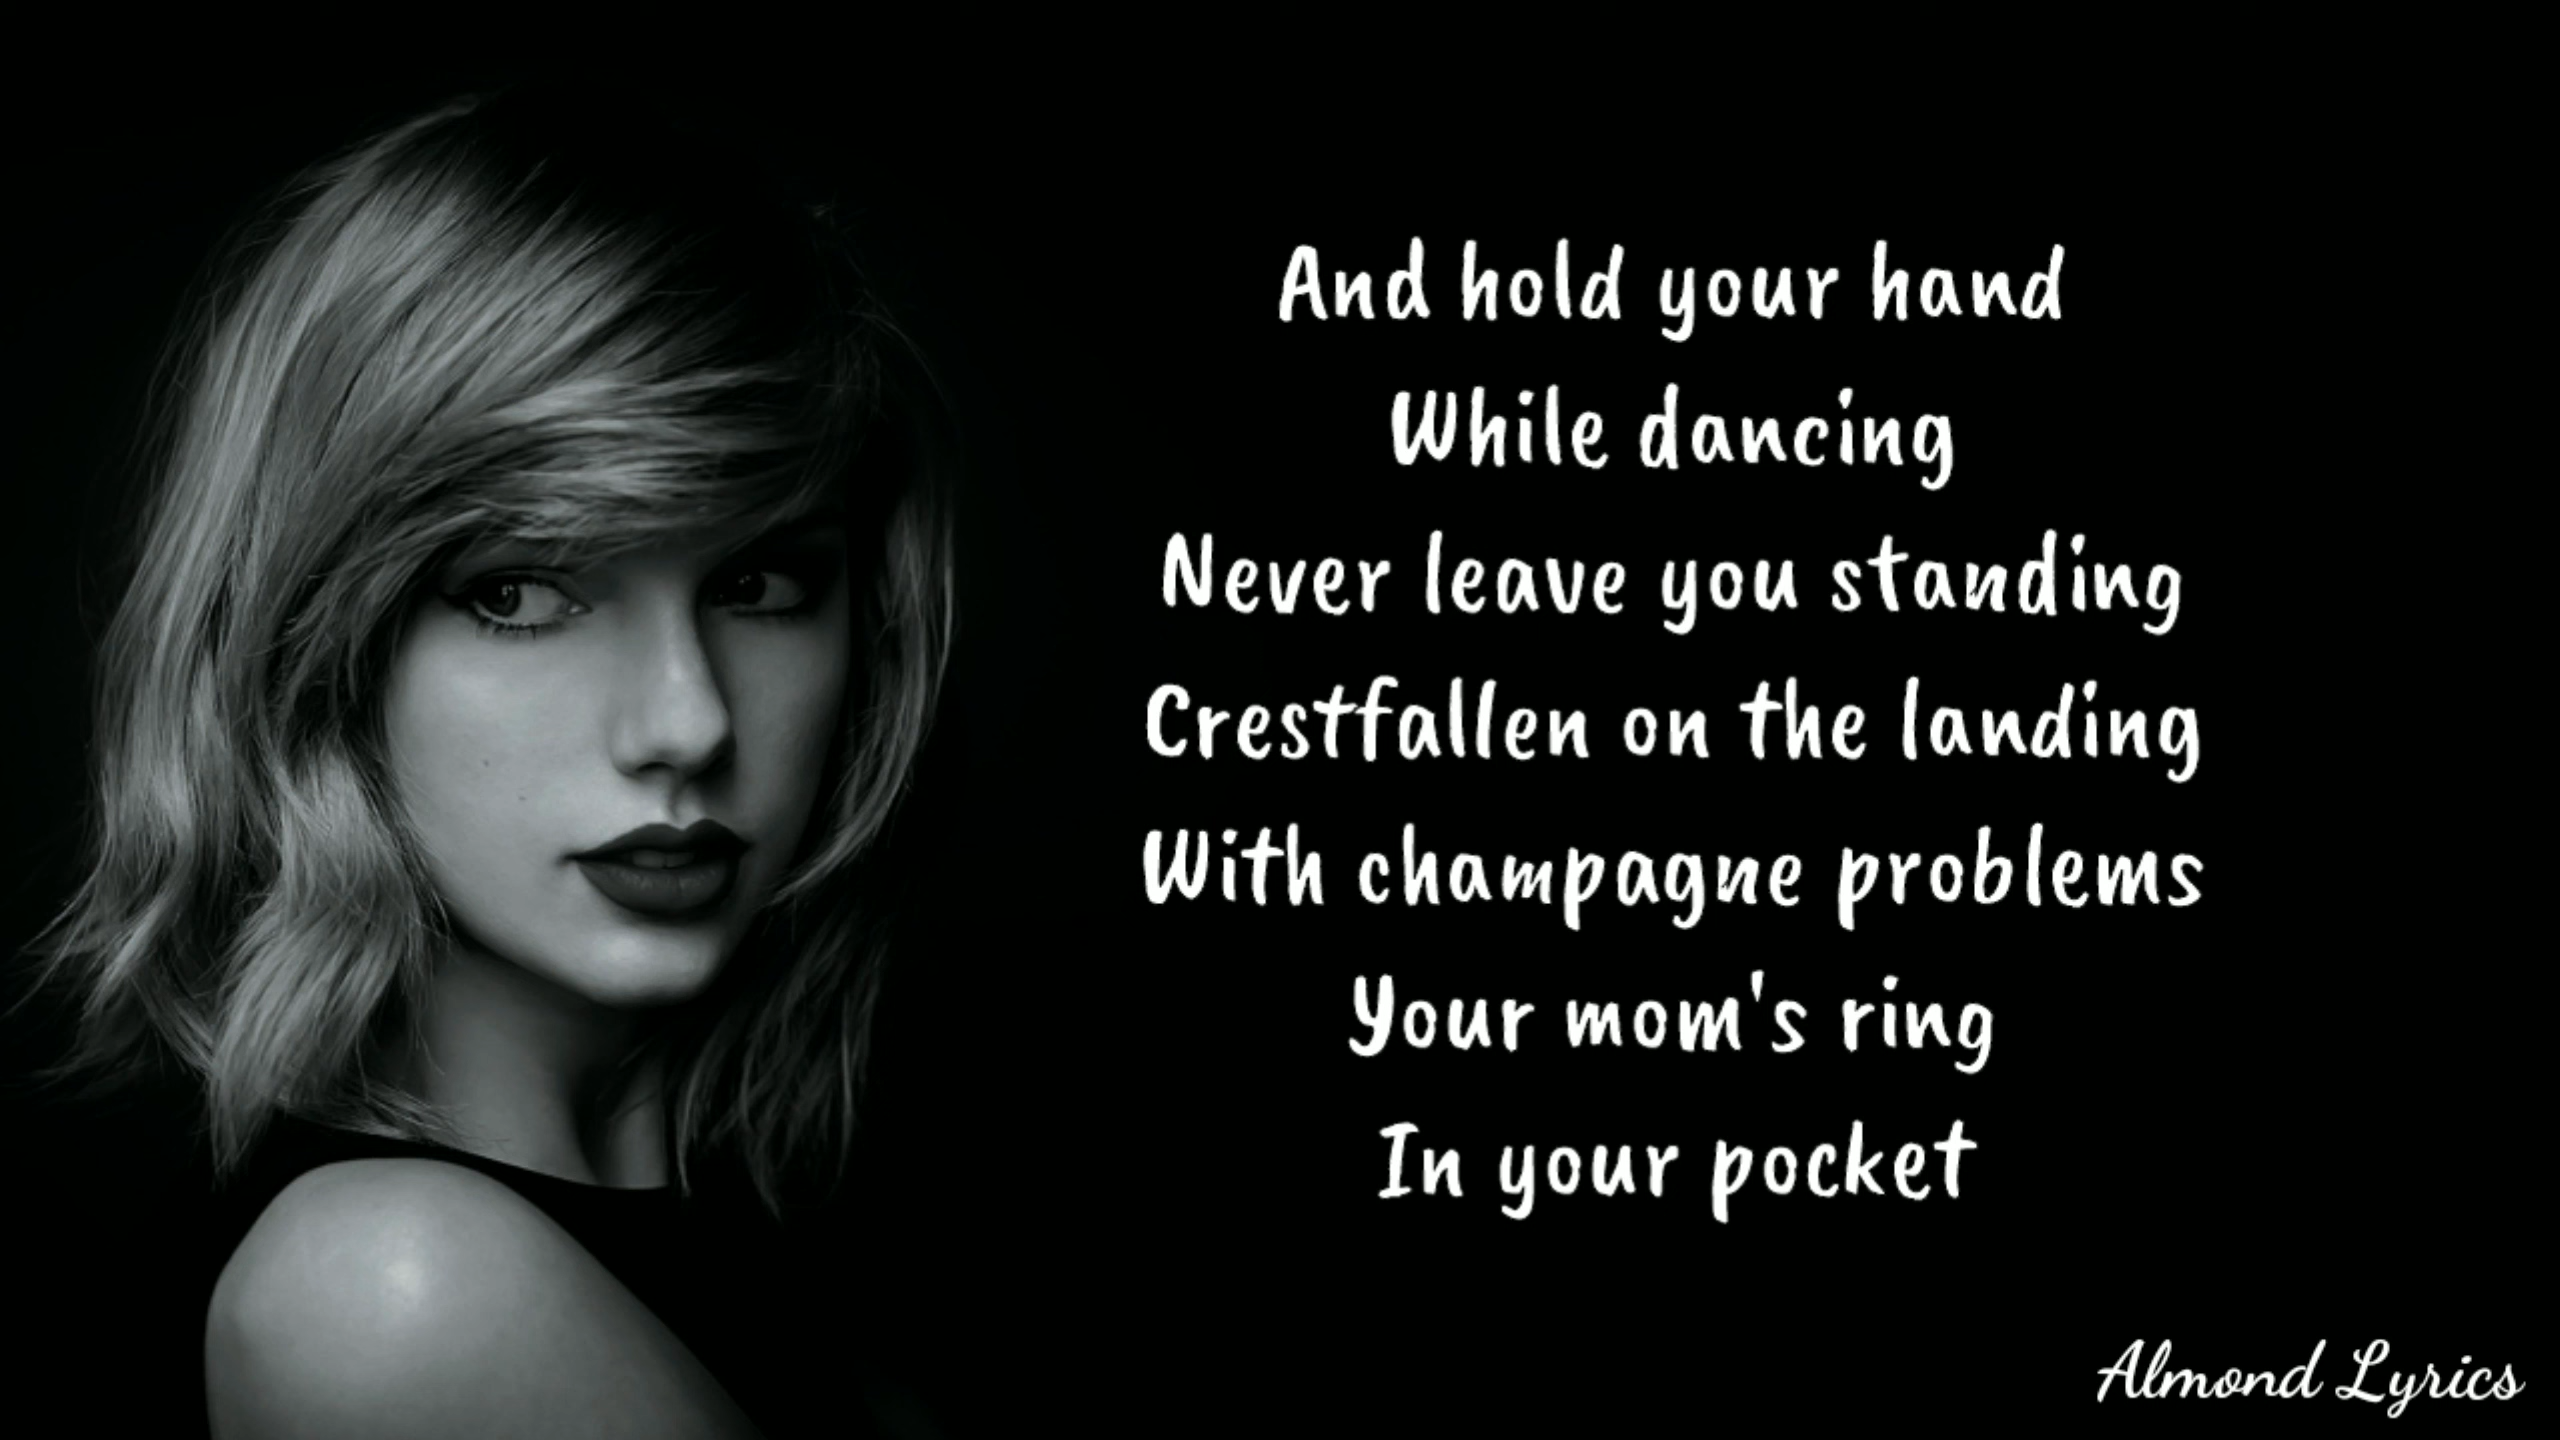 And hold your hand
While dancing
Never leave you standing
Crestfallen on the landing
With champagne problems
Your mom's ring
In your pocket
Almond Lyrics